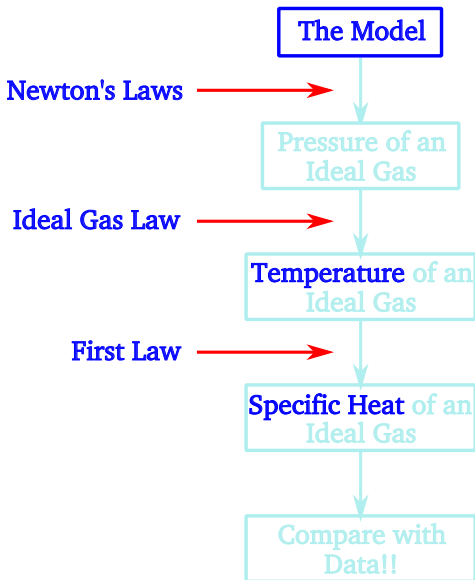 The Model
Newton's Laws
Pressure of an
Ideal Gas
Ideal Gas Law
Temperature of an
Ideal Gas
First Law
Specific Heat of an
Ideal Gas
Compare with
Data!!